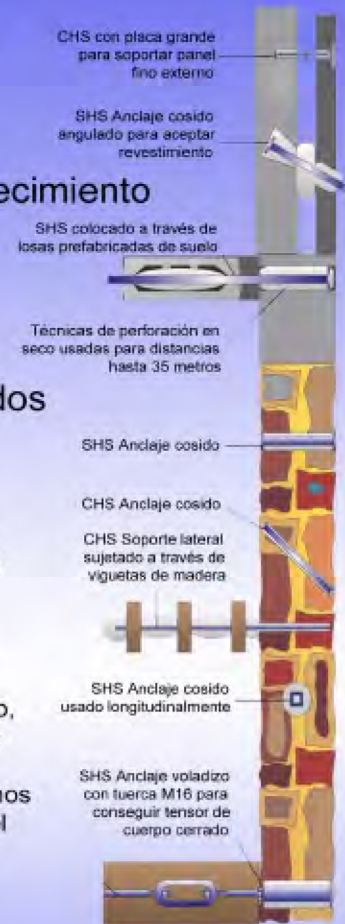 CHS con placa grande
para soportar panel
fino externo
SHS Anclaje cosido
angulado para aceptar
revestimiento
ecimiento
SHS colocado a través de
losas prefabricadas de suelo
Técnicas de perforación en
seco usadas para distancias
hasta 35 metros
dos
SHS Anclaje cosido
CHS Anclaje cosido
CHS Soporte lateral
sujetado a través de
viguetas de madera
SHS Anclaje cosido
usado longitudinalmente
o,
SHS Anclaje voladizo
con tuerca M16 para
conseguir tensor de
cuerpo cerrado
nos
el